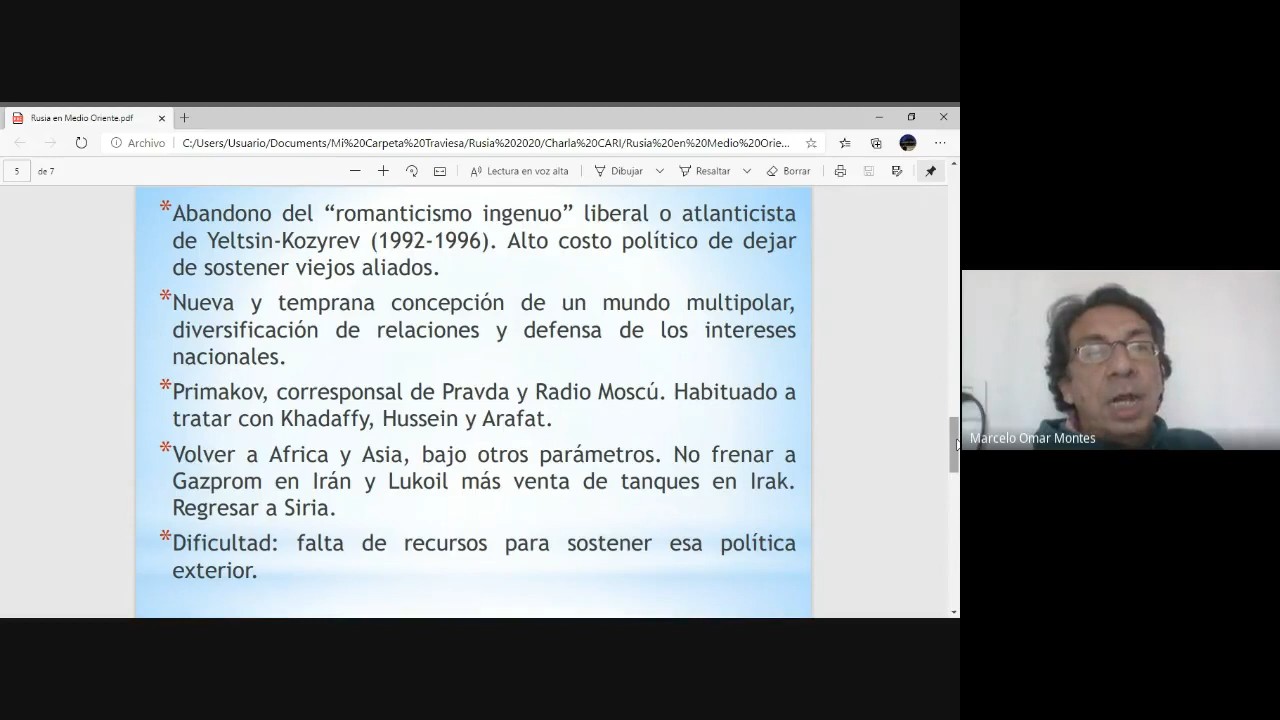 Rusia en Medio Oriente.pdf
Archivo
C:/Users/Usuario/Documents/Mi%20Carpeta%20Traviesa/Rusia%202020/Charla%20CARI/Rusia%20en%20Medio%20Orie...
5 de 7
Lectura en voz alta
Dibujar
Resaltar
Borrar
*Abandono del “romanticismo ingenuo” liberal o atlanticista
de Yeltsin-Kozyrev (1992-1996). Alto costo político de dejar
de sostener viejos aliados.
*Nueva y temprana concepción de un mundo multipolar,
diversificación de relaciones y defensa de los intereses
nacionales.
*Primakov, corresponsal de Pravda y Radio Moscú. Habituado a
tratar con Khadaffy, Hussein y Arafat.
*Volver a Africa y Asia, bajo otros parámetros. No frenar a
Gazprom en Irán y Lukoil más venta de tanques en Irak.
Regresar a Siria.
*Dificultad: falta de recursos para sostener esa política
exterior.
Marcelo Omar Montes